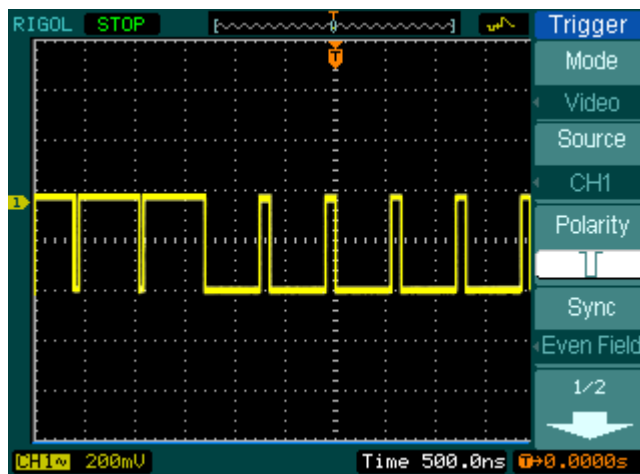 RIGOL STOP
T
Trigger
Mode
Video
Source
CH1
Polarity
Sync
Even Field
1/2
1
CH1~ 200mV Time 500.0ns T→0.0000s